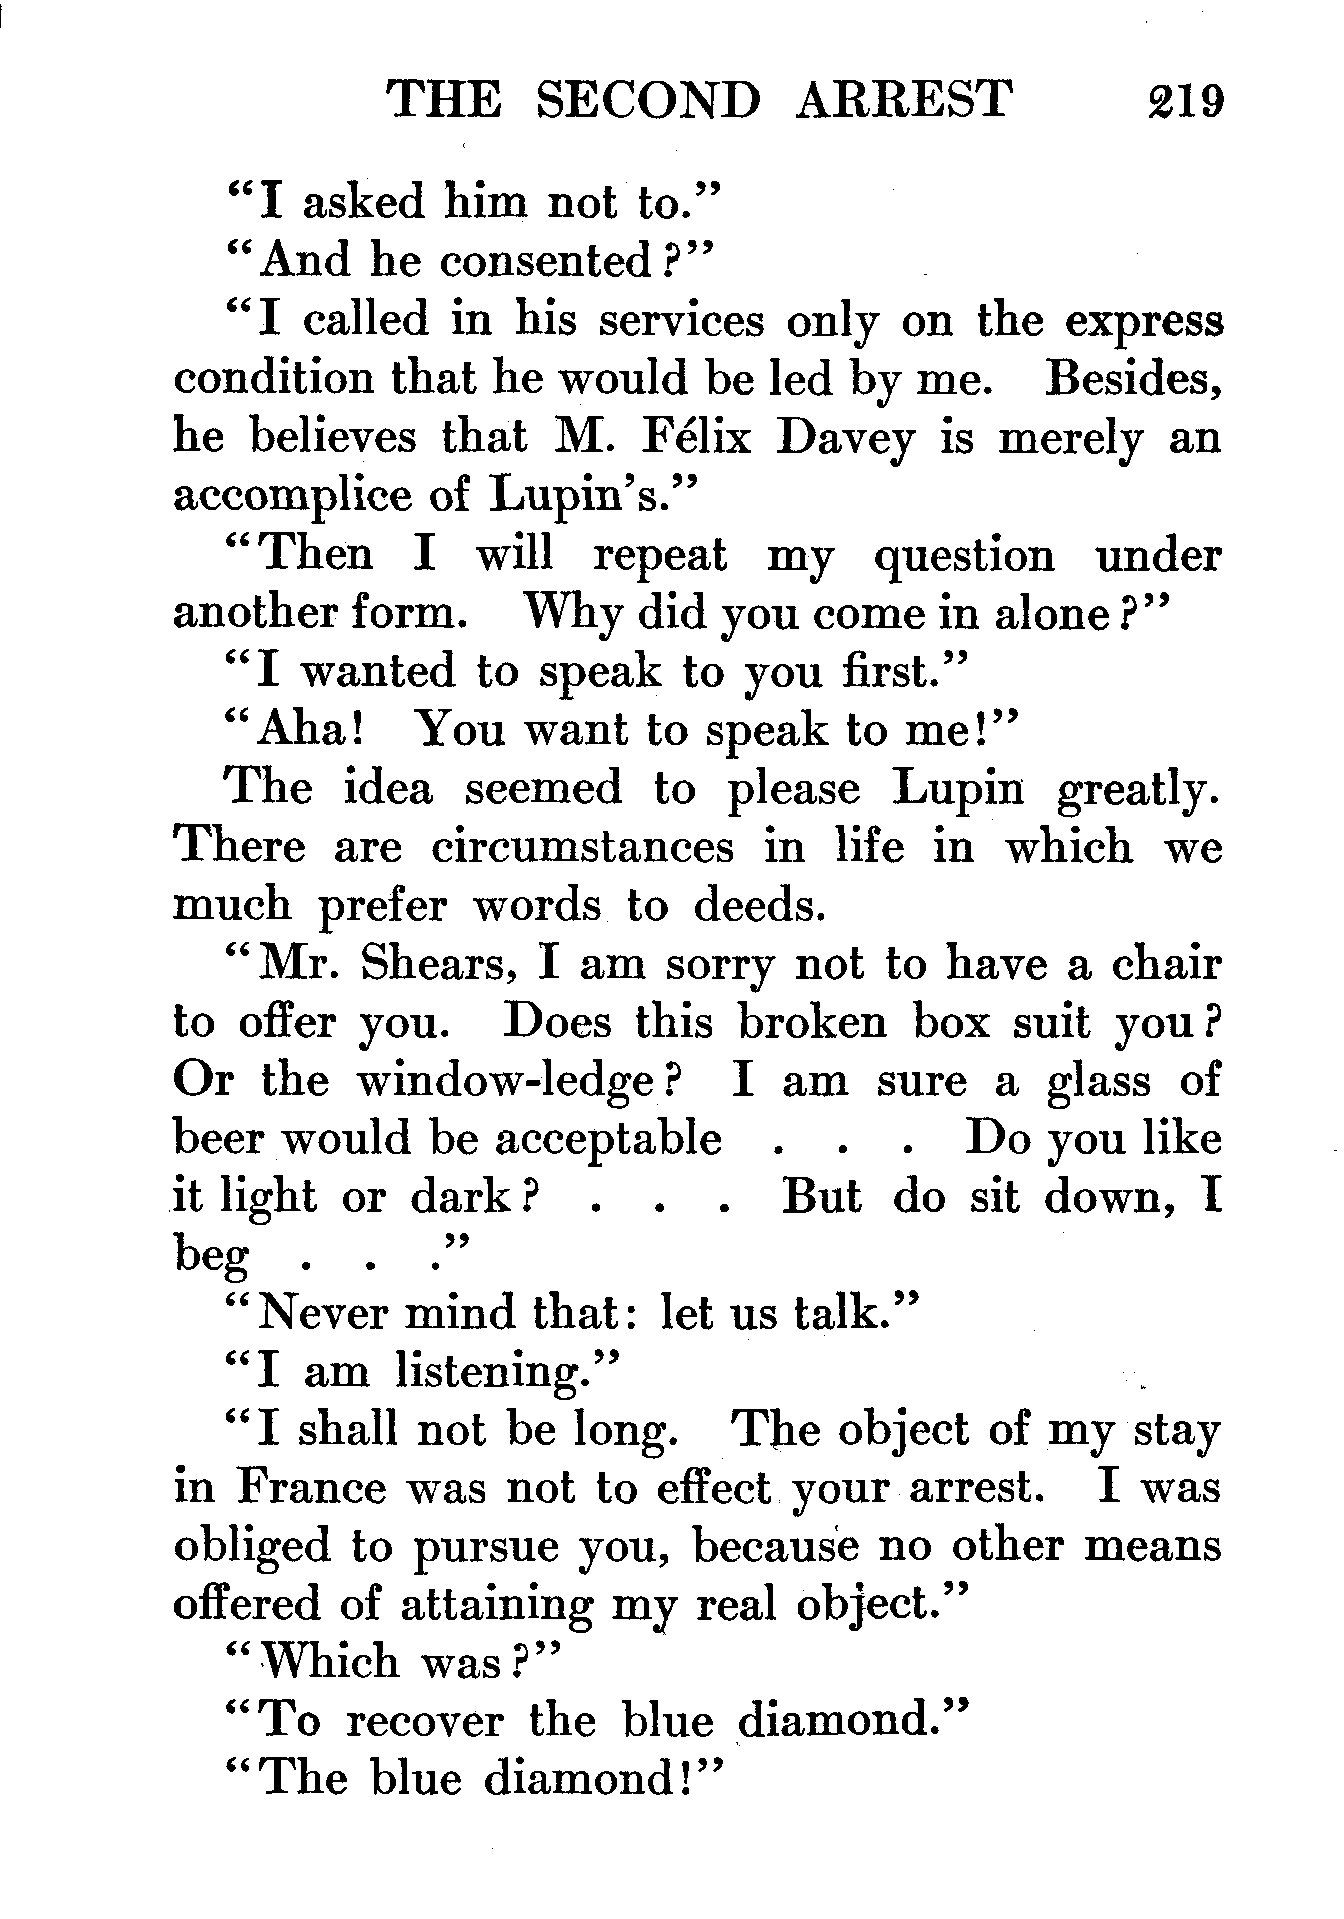 THE SECOND ARREST 219
“I asked him not to.”
“And he consented?”
“I called in his services only on the express
condition that he would be led by me. Besides,
he believes that M. Félix Davey is merely an
accomplice of Lupin’s.”
“Then I will repeat my question under
another form. Why did you come in alone?”
“I wanted to speak to you first.”
“Aha! You want to speak to me!”
The idea seemed to please Lupin greatly.
There are circumstances in life in which we
much prefer words to deeds.
“Mr. Shears, I am sorry not to have a chair
to offer you. Does this broken box suit you?
Or the window-ledge? I am sure a glass of
beer would be acceptable . . . Do you like
it light or dark? . . . But do sit down, I
beg . . .”
“Never mind that: let us talk.”
“I am listening.”
“I shall not be long. The object of my stay
in France was not to effect your arrest. I was
obliged to pursue you, because no other means
offered of attaining my real object.”
“Which was?”
“To recover the blue diamond.”
“The blue diamond!”